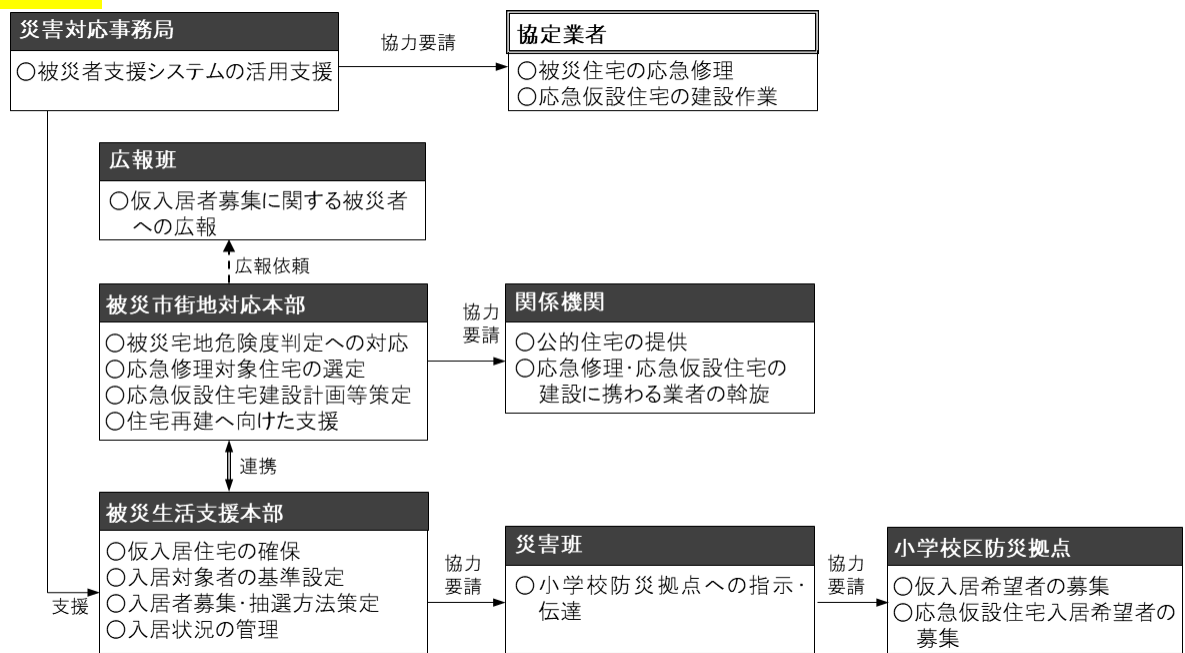 災害対応事務局
○被災者支援システムの活用支援
協力要請
協定業者
○被災住宅の応急修理
○応急仮設住宅の建設作業
広報班
○仮入居者募集に関する被災者
への広報
広報依頼
被災市街地対応本部
○被災宅地危険度判定への対応
○応急修理対象住宅の選定
○応急仮設住宅建設計画等策定
○住宅再建へ向けた支援
協力
要請
関係機関
○公的住宅の提供
○応急修理・応急仮設住宅の
建設に携わる業者の斡旋
連携
被災生活支援本部
○仮入居住宅の確保
○入居対象者の基準設定
○入居者募集・抽選方法策定
○入居状況の管理
支援
協力
要請
災害班
○小学校防災拠点への指示・
伝達
協力
要請
小学校区防災拠点
○仮入居希望者の募集
○応急仮設住宅入居希望者の
募集